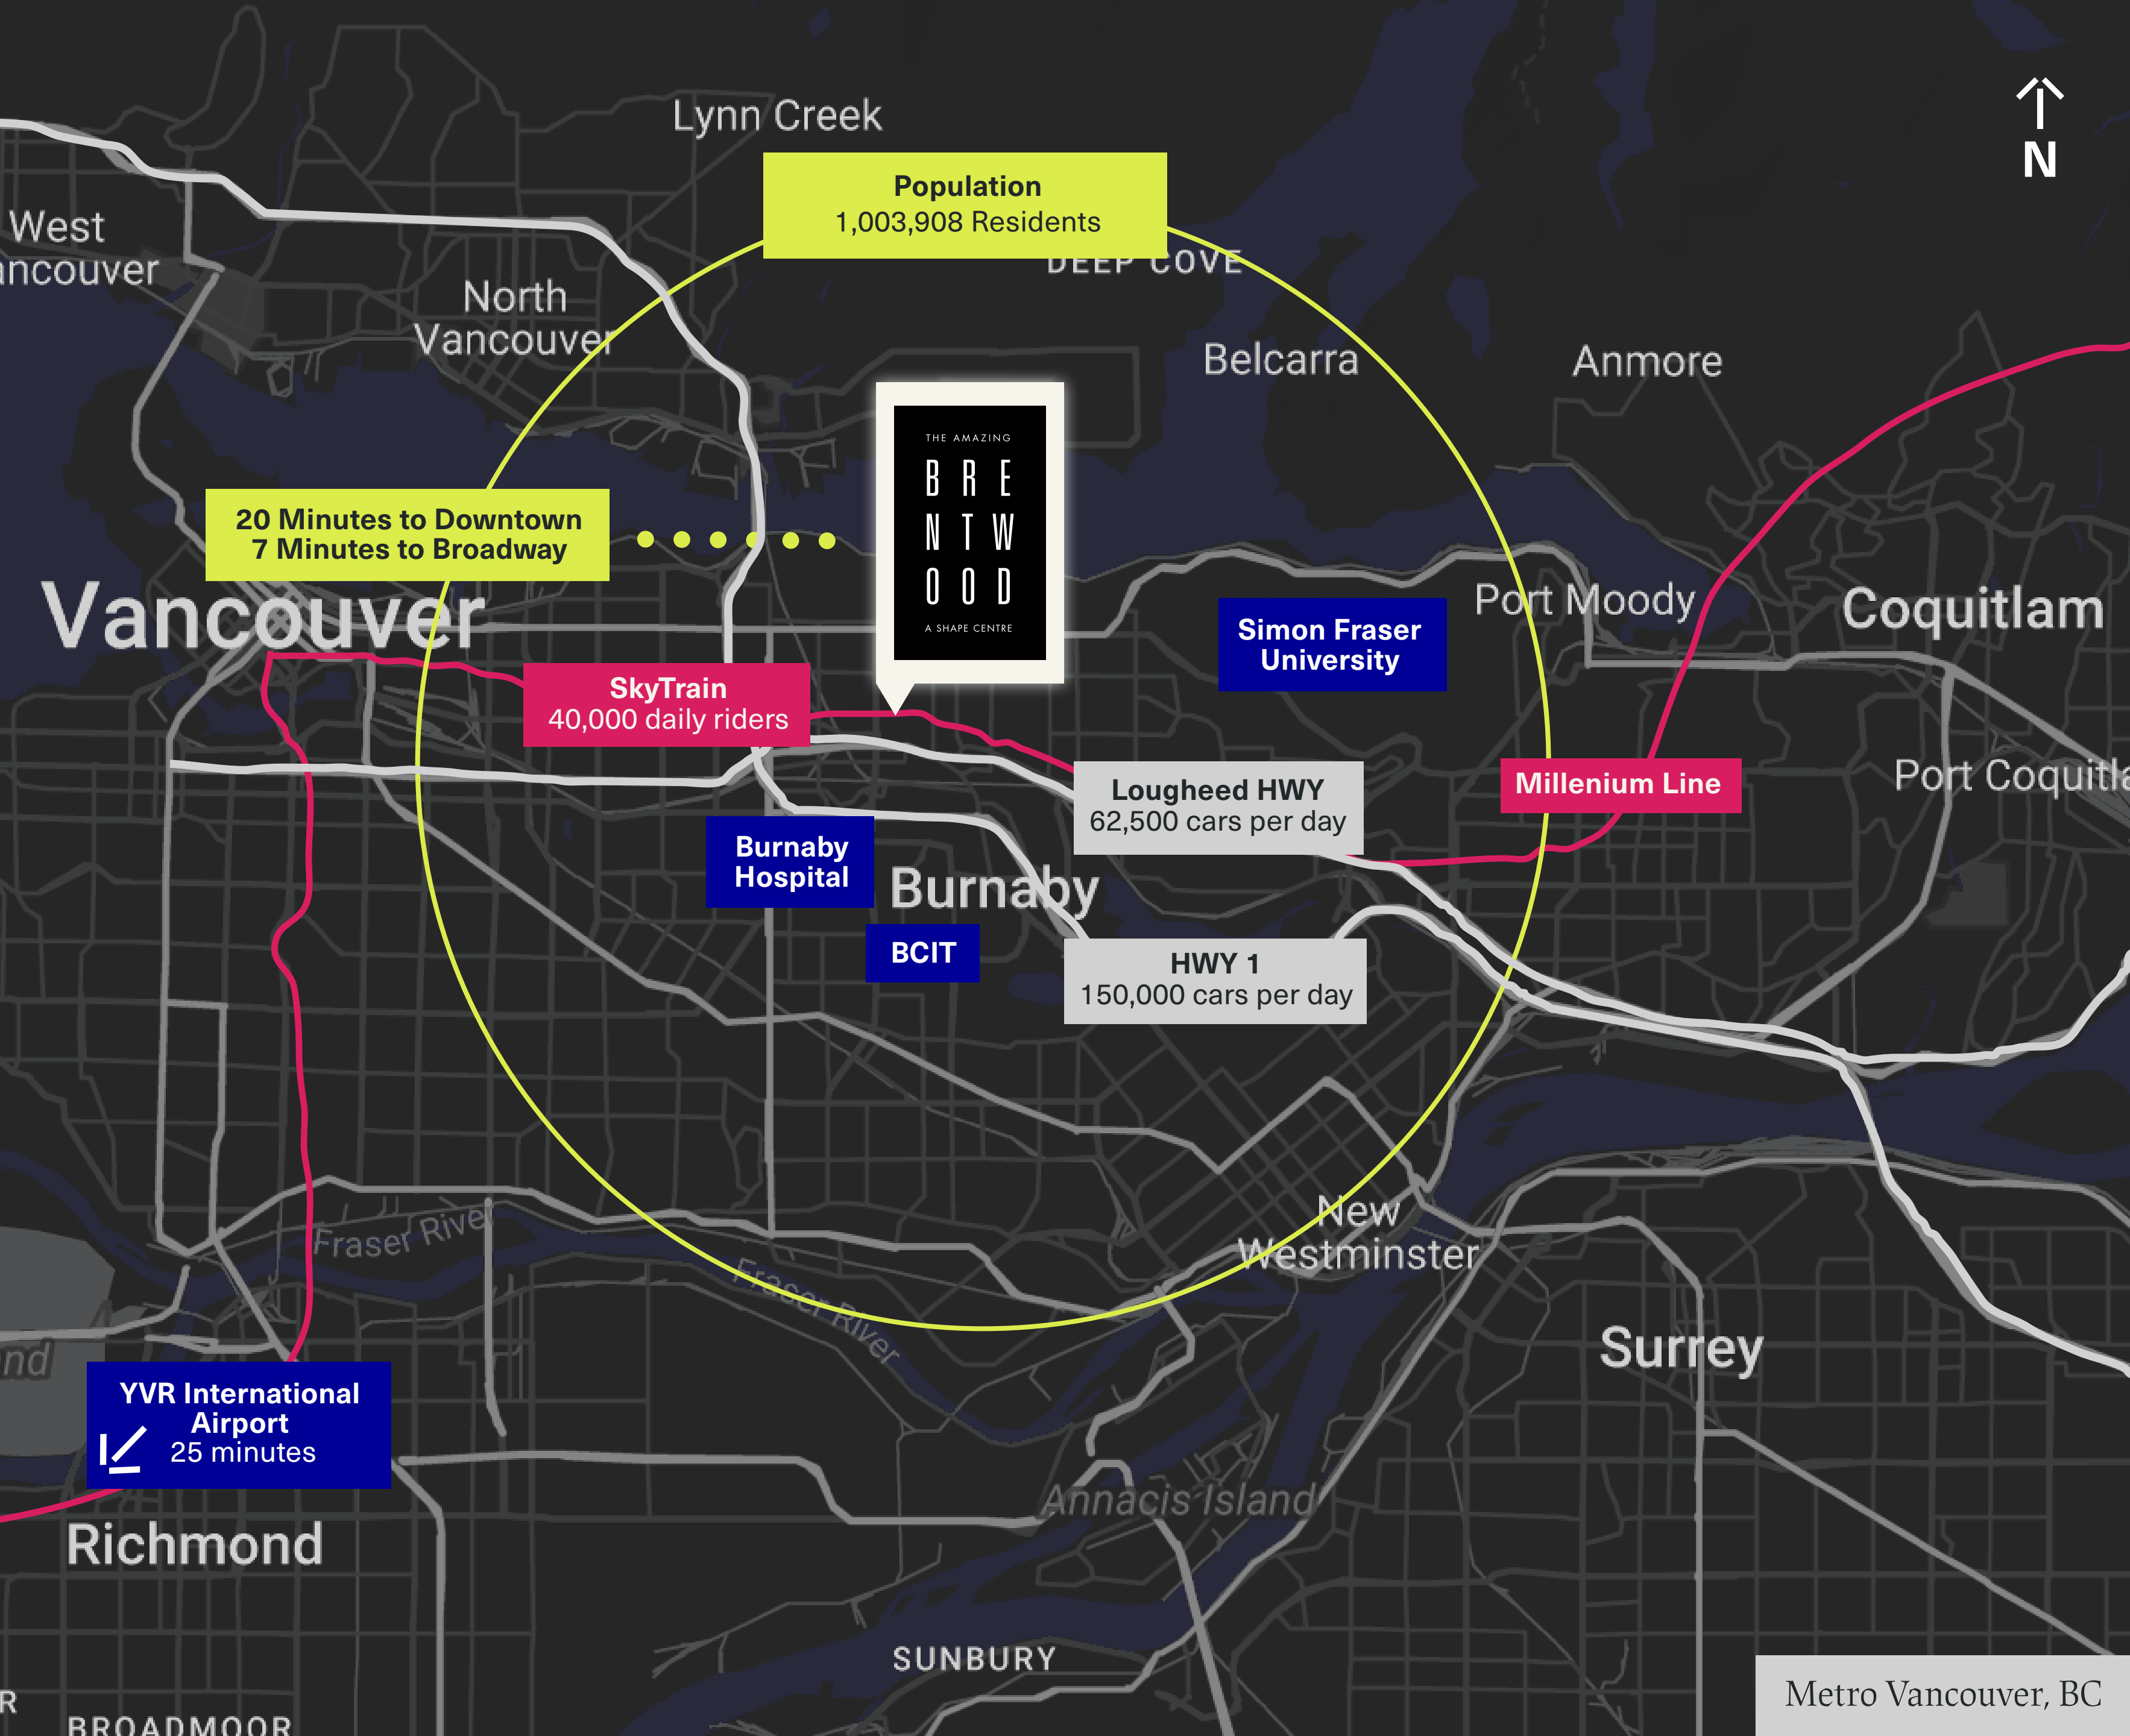 Lynn Creek
Population
1,003,908 Residents
N
West
ancouver
DEEP COVE
North
Vancouver
Belcarra
Anmore
THE AMAZING
B R E
N T W
O O D
A SHAPE CENTRE
20 Minutes to Downtown
7 Minutes to Broadway
Vancouver
Simon Fraser
University
Port Moody
Coquitlam
SkyTrain
40,000 daily riders
Lougheed HWY
62,500 cars per day
Millenium Line
Port Coquitla
Burnaby
Hospital
Burnaby
BCIT
HWY 1
150,000 cars per day
Fraser River
Fraser River
New
Westminster
Surrey
nd
YVR International
Airport
25 minutes
Annacis Island
Richmond
SUNBURY
R
BROADMOOR
Metro Vancouver, BC